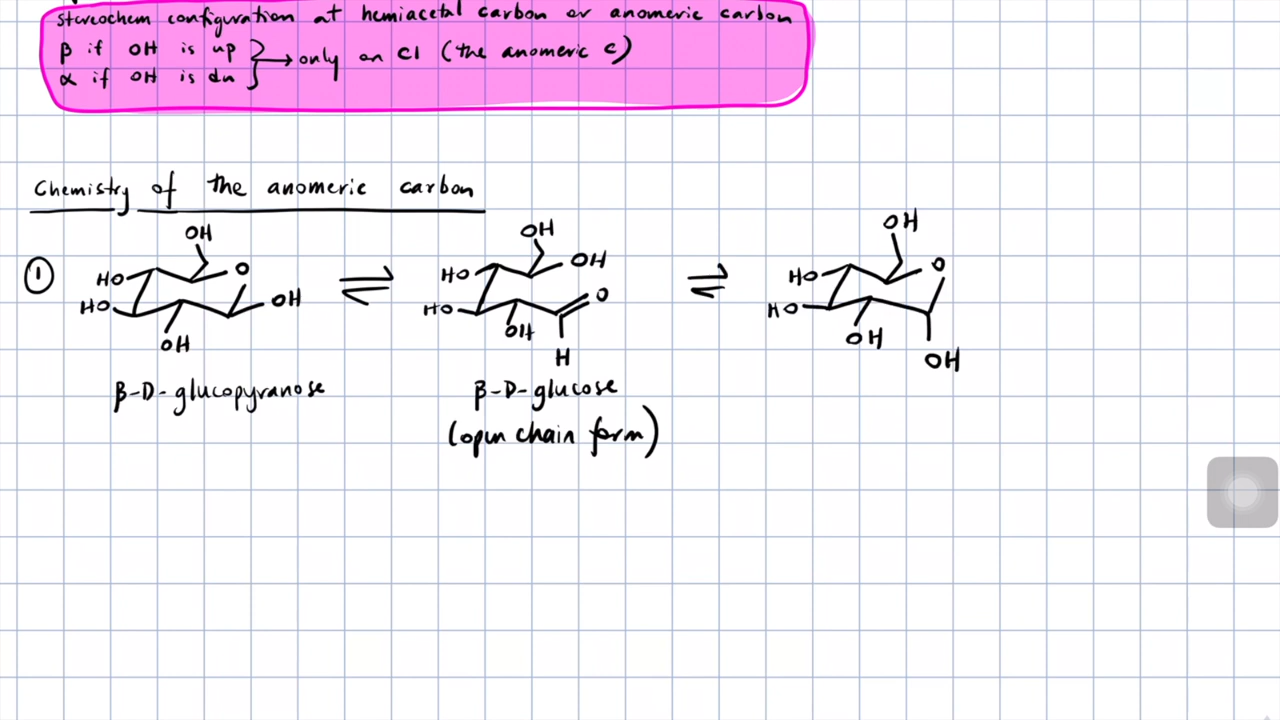 stereochem configuration at hemiacetal carbon or anomeric carbon
β if OH is up
α if OH is dn
→ only on C1 (the anomeric C)
Chemistry of the anomeric carbon
①
OH
HO
O
HO
OH
OH
⇌
OH
HO
OH
HO
O
OH
H
⇌
OH
HO
O
HO
OH
OH
β-D-glucopyranose
β-D-glucose
(open chain form)